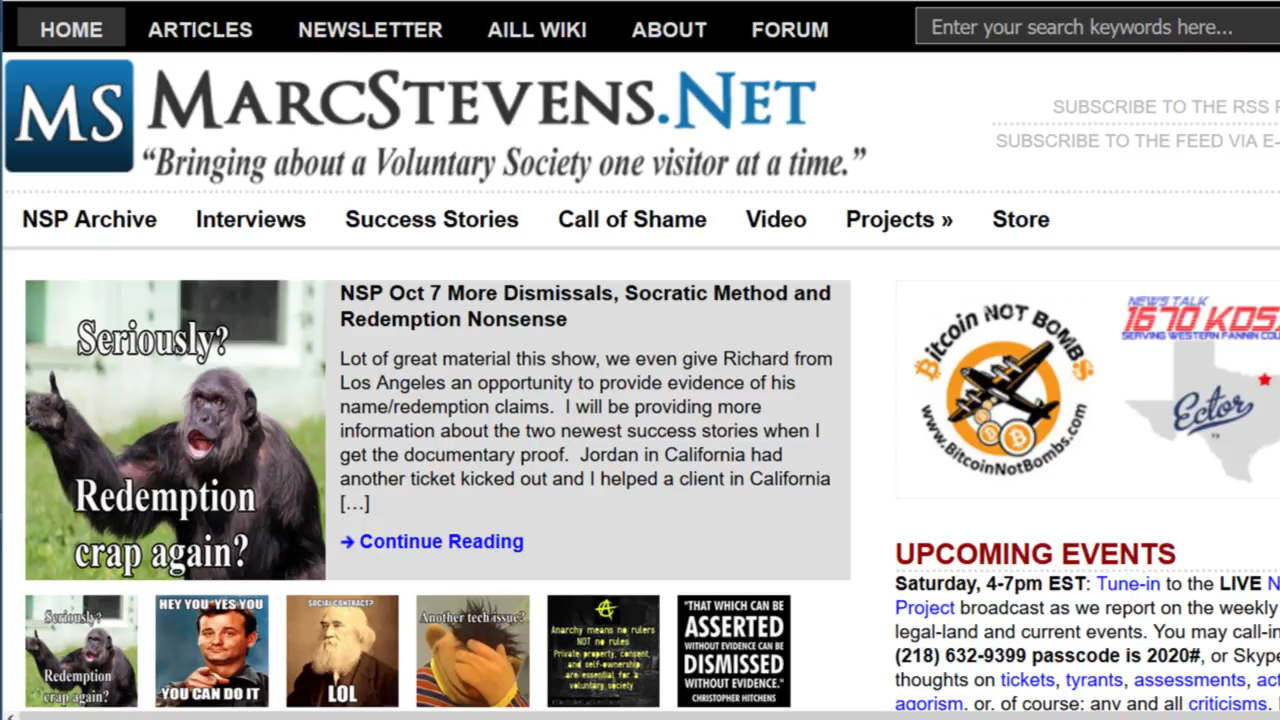 HOME ARTICLES NEWSLETTER AILL WIKI ABOUT FORUM Enter your search keywords here...
MS MARCSTEVENS.NET
"Bringing about a Voluntary Society one visitor at a time."
SUBSCRIBE TO THE RSS
SUBSCRIBE TO THE FEED VIA E-
NSP Archive Interviews Success Stories Call of Shame Video Projects » Store
Seriously?
Redemption
crap again?
NSP Oct 7 More Dismissals, Socratic Method and
Redemption Nonsense
Lot of great material this show, we even give Richard from
Los Angeles an opportunity to provide evidence of his
name/redemption claims. I will be providing more
information about the two newest success stories when I
get the documentary proof. Jordan in California had
another ticket kicked out and I helped a client in California
[…]
→ Continue Reading
Bitcoin NOT BOMBS
www.BitcoinNotBombs.com
NEWS TALK
1670
SERVING WESTERN FANNIN
Ector
TX
UPCOMING EVENTS
Saturday, 4-7pm EST: Tune-in to the LIVE
Project broadcast as we report on the weekly
legal-land and current events. You may call-in
(218) 632-9399 passcode is 2020#, or Skype
thoughts on tickets, tyrants, assessments,
agorism, or, of course; any and all criticisms.
Seriously?
Redemption
crap again?
HEY YOU, YES YOU
YOU CAN DO IT
SOCIAL CONTRACT?
LOL
Another tech issue?
Anarchy means no rulers
NOT no rules
Private property, consent,
and self-ownership
are essential for a
voluntary society
"THAT WHICH CAN BE
ASSERTED
WITHOUT EVIDENCE CAN BE
DISMISSED
WITHOUT EVIDENCE."
CHRISTOPHER HITCHENS